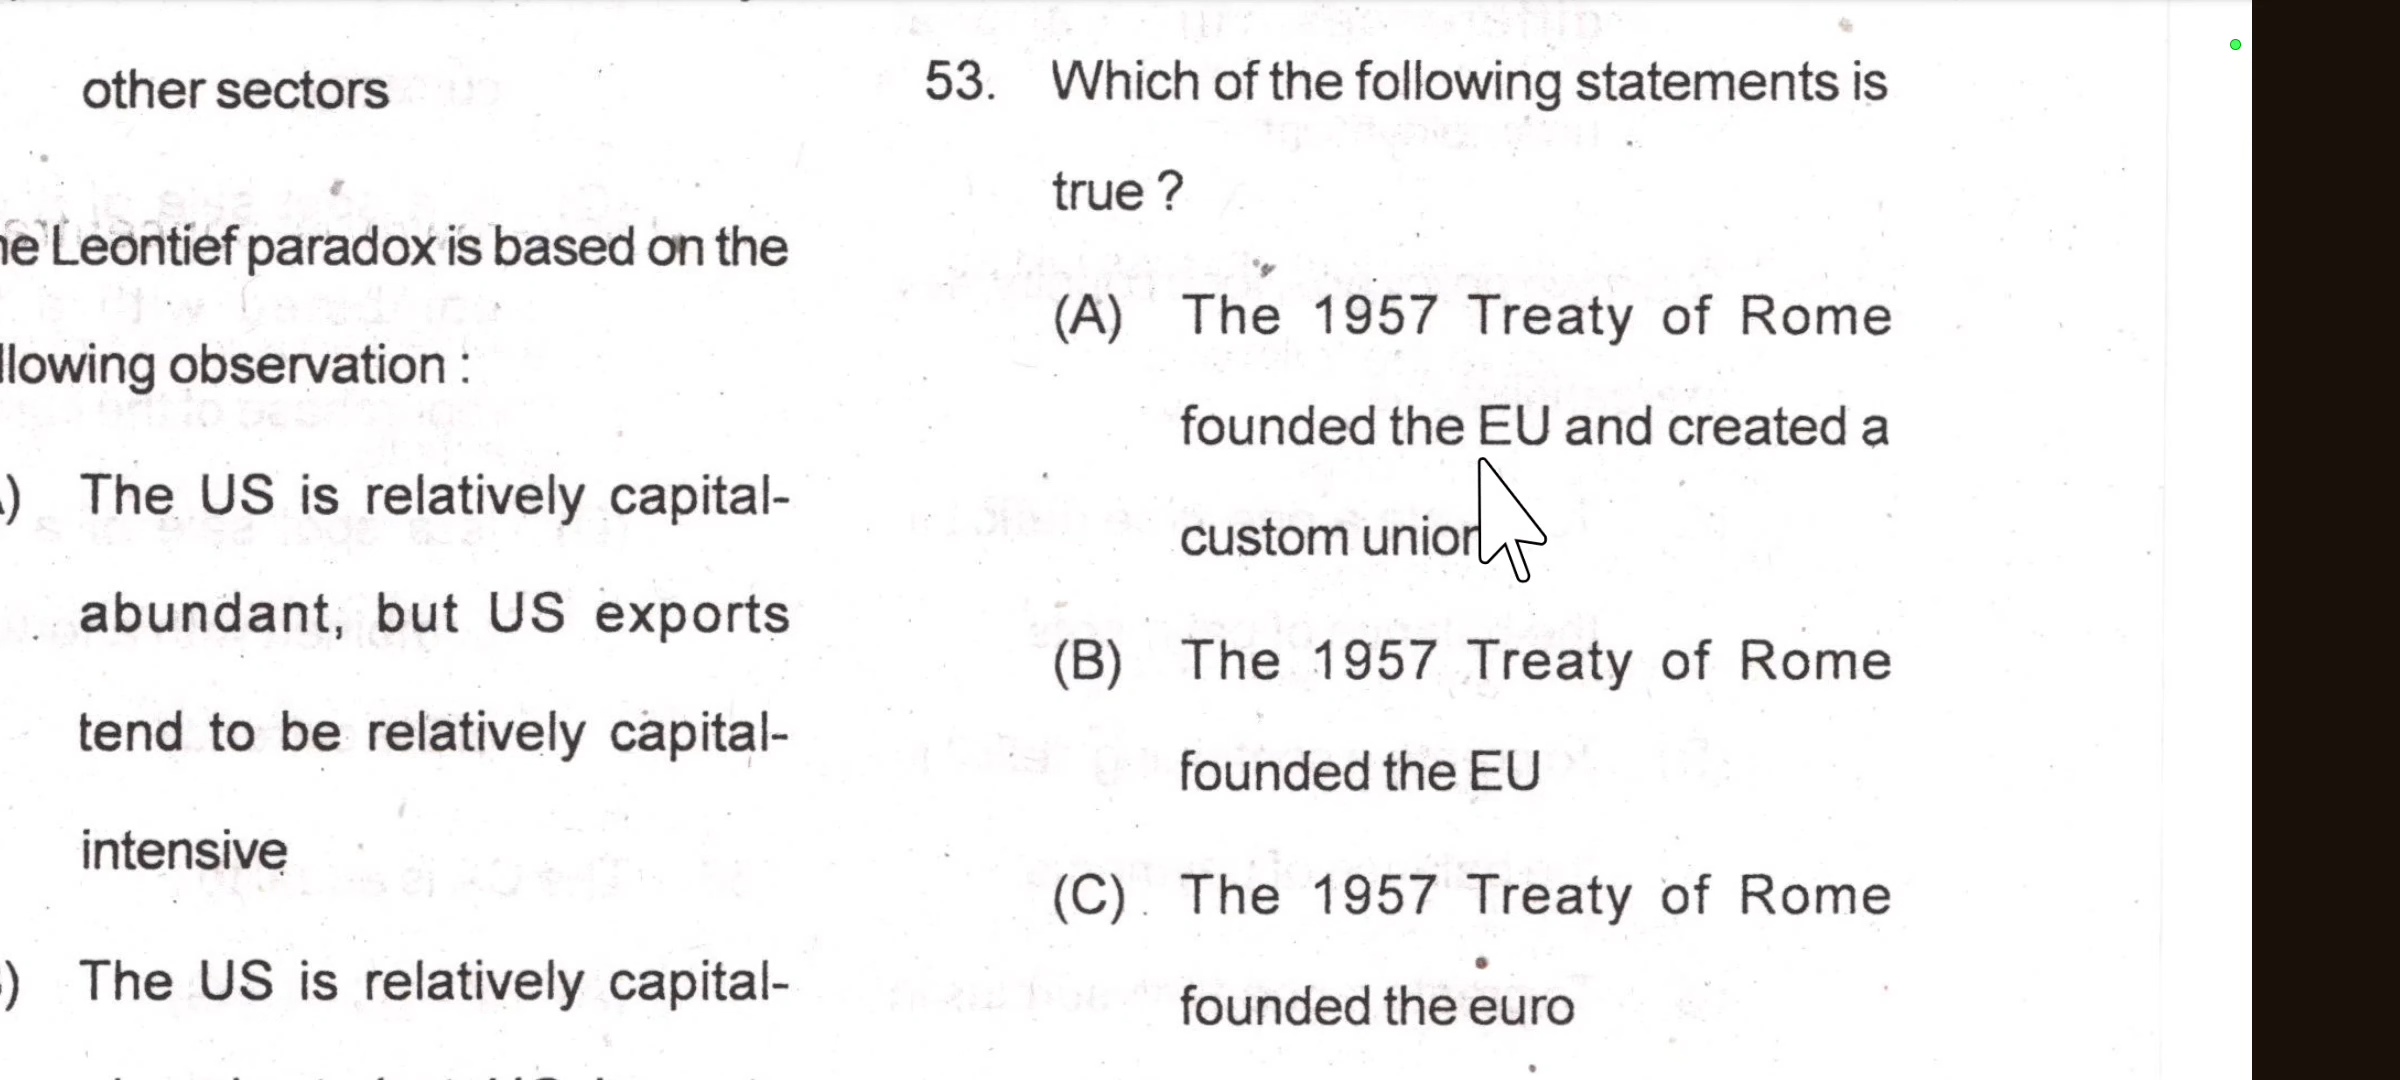 other sectors
he Leontief paradox is based on the
llowing observation :
) The US is relatively capital-
abundant, but US exports
tend to be relatively capital-
intensive
) The US is relatively capital-
53. Which of the following statements is
true ?
(A) The 1957 Treaty of Rome
founded the EU and created a
custom union
(B) The 1957 Treaty of Rome
founded the EU
(C) The 1957 Treaty of Rome
founded the euro